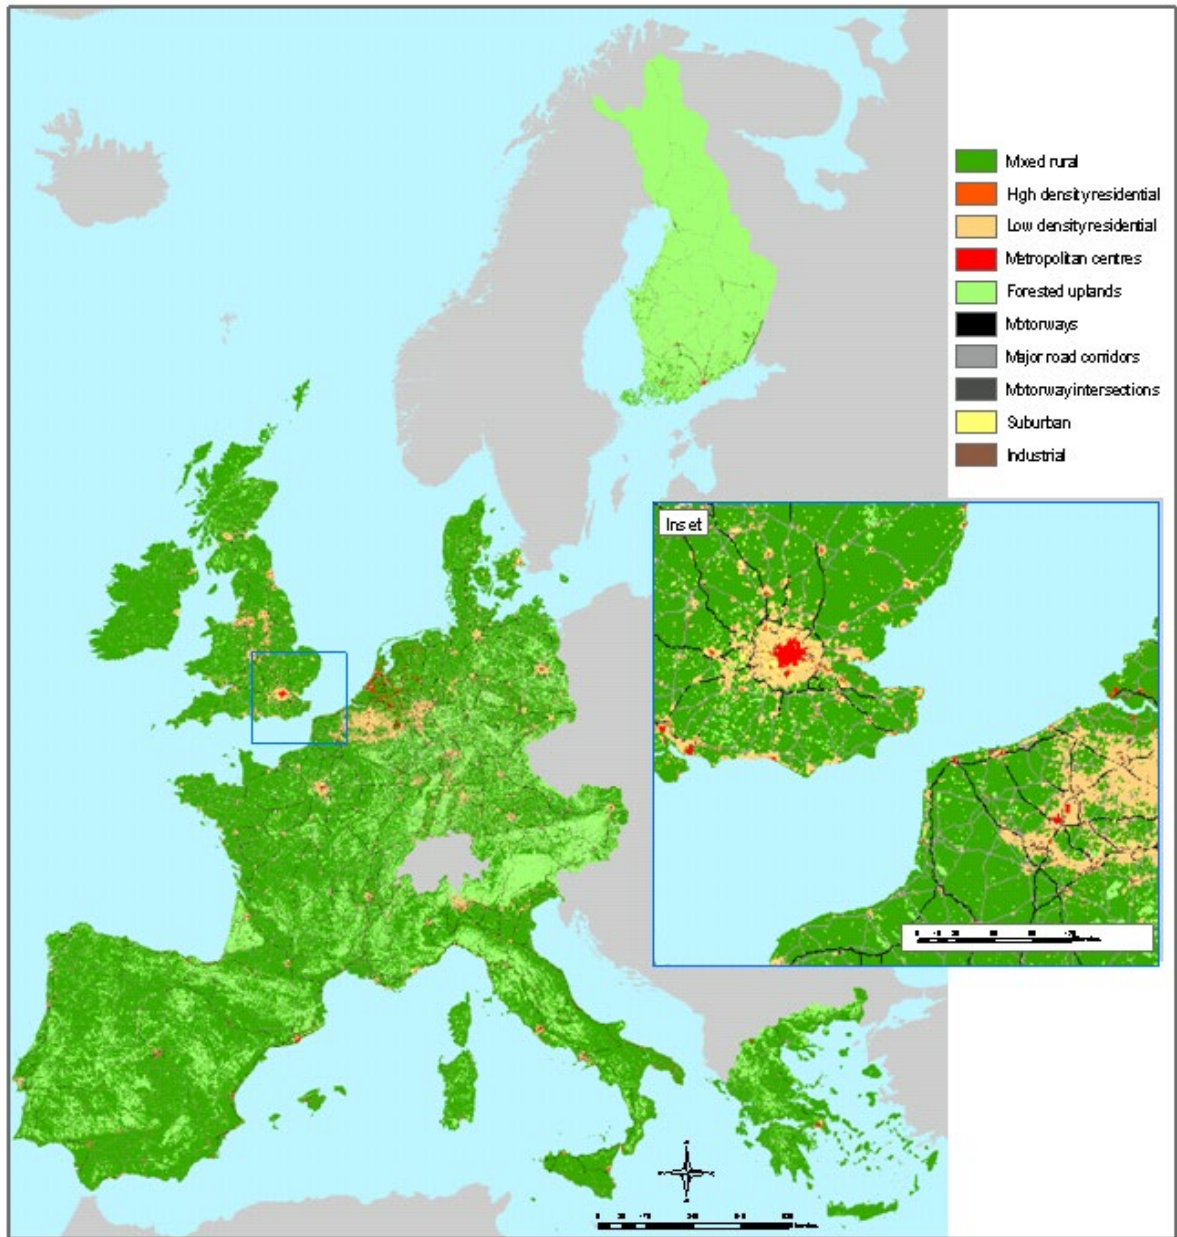 Mixed rural
High density residential
Low density residential
Metropolitan centres
Forested uplands
Motorways
Major road corridors
Motorway intersections
Suburban
Industrial
Inset